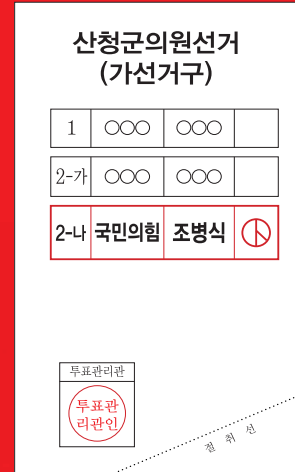 산청군의원선거
(가선거구)
1 ○○○ ○○○
2-가 ○○○ ○○○
2-나 국민의힘 조병식
투표관리관
투표관
리관인
절 취 선